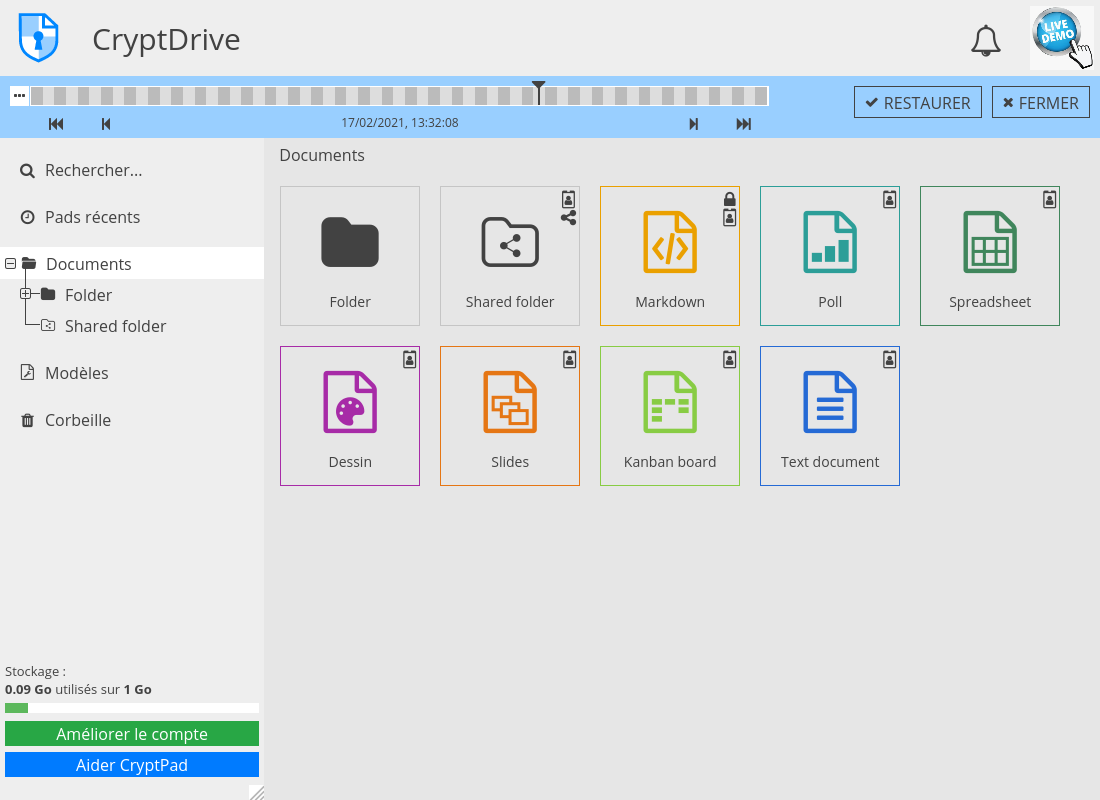 CryptDrive
LIVE
DEMO
RESTAURER
FERMER
17/02/2021, 13:32:08
Rechercher...
Pads récents
Documents
Folder
Shared folder
Modèles
Corbeille
Documents
Folder
Shared folder
Markdown
Poll
Spreadsheet
Dessin
Slides
Kanban board
Text document
Stockage :
0.09 Go utilisés sur 1 Go
Améliorer le compte
Aider CryptPad